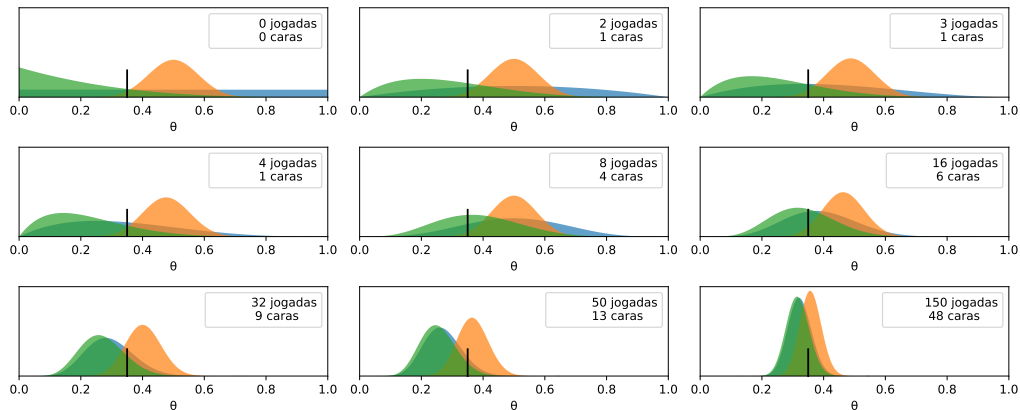 0 jogadas
0 caras
0.0 0.2 0.4 0.6 0.8 1.0
θ
2 jogadas
1 caras
0.0 0.2 0.4 0.6 0.8 1.0
θ
3 jogadas
1 caras
0.0 0.2 0.4 0.6 0.8 1.0
θ
4 jogadas
1 caras
0.0 0.2 0.4 0.6 0.8 1.0
θ
8 jogadas
4 caras
0.0 0.2 0.4 0.6 0.8 1.0
θ
16 jogadas
6 caras
0.0 0.2 0.4 0.6 0.8 1.0
θ
32 jogadas
9 caras
0.0 0.2 0.4 0.6 0.8 1.0
θ
50 jogadas
13 caras
0.0 0.2 0.4 0.6 0.8 1.0
θ
150 jogadas
48 caras
0.0 0.2 0.4 0.6 0.8 1.0
θ